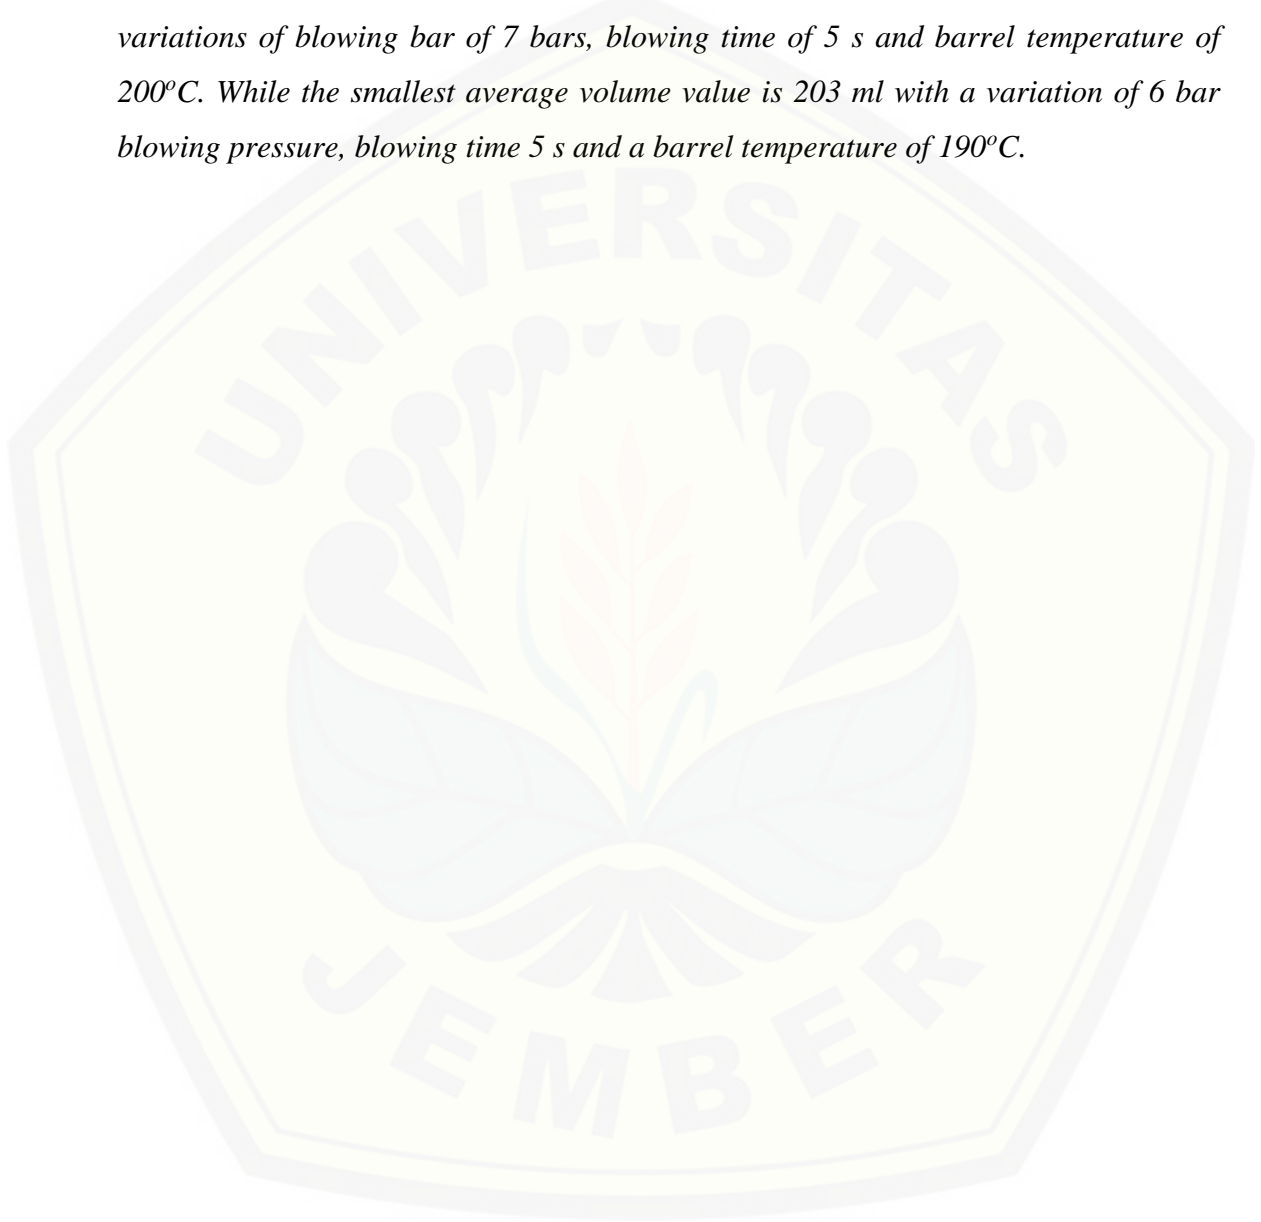 variations of blowing bar of 7 bars, blowing time of 5 s and barrel temperature of
200°C. While the smallest average volume value is 203 ml with a variation of 6 bar
blowing pressure, blowing time 5 s and a barrel temperature of 190°C.
UNIVERSITAS
JEMBER